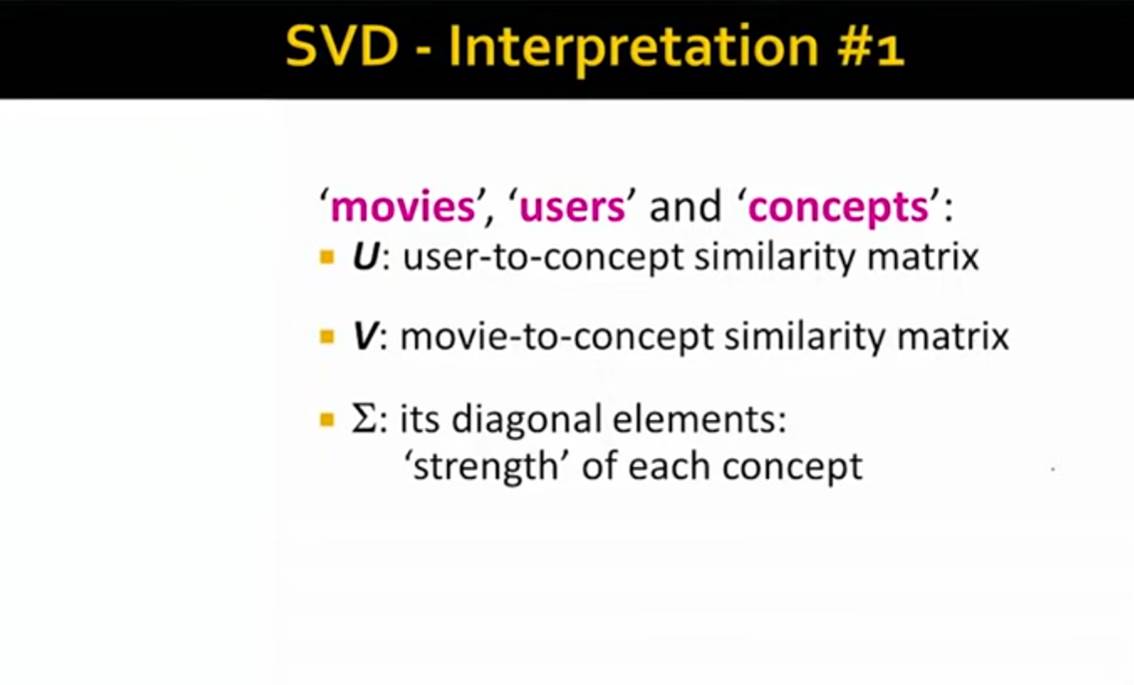 SVD - Interpretation #1
‘movies’, ‘users’ and ‘concepts’:
▪ U: user-to-concept similarity matrix
▪ V: movie-to-concept similarity matrix
▪ Σ: its diagonal elements:
‘strength’ of each concept